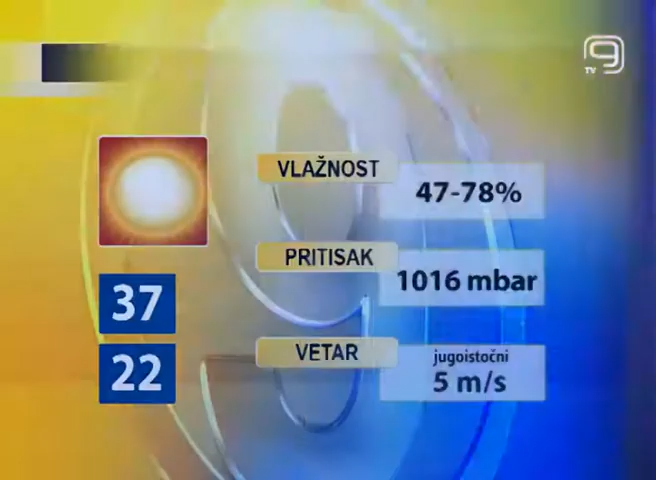 9
TV
VLAŽNOST
47-78%
PRITISAK
1016 mbar
37
VETAR
jugoistočni
22
5 m/s